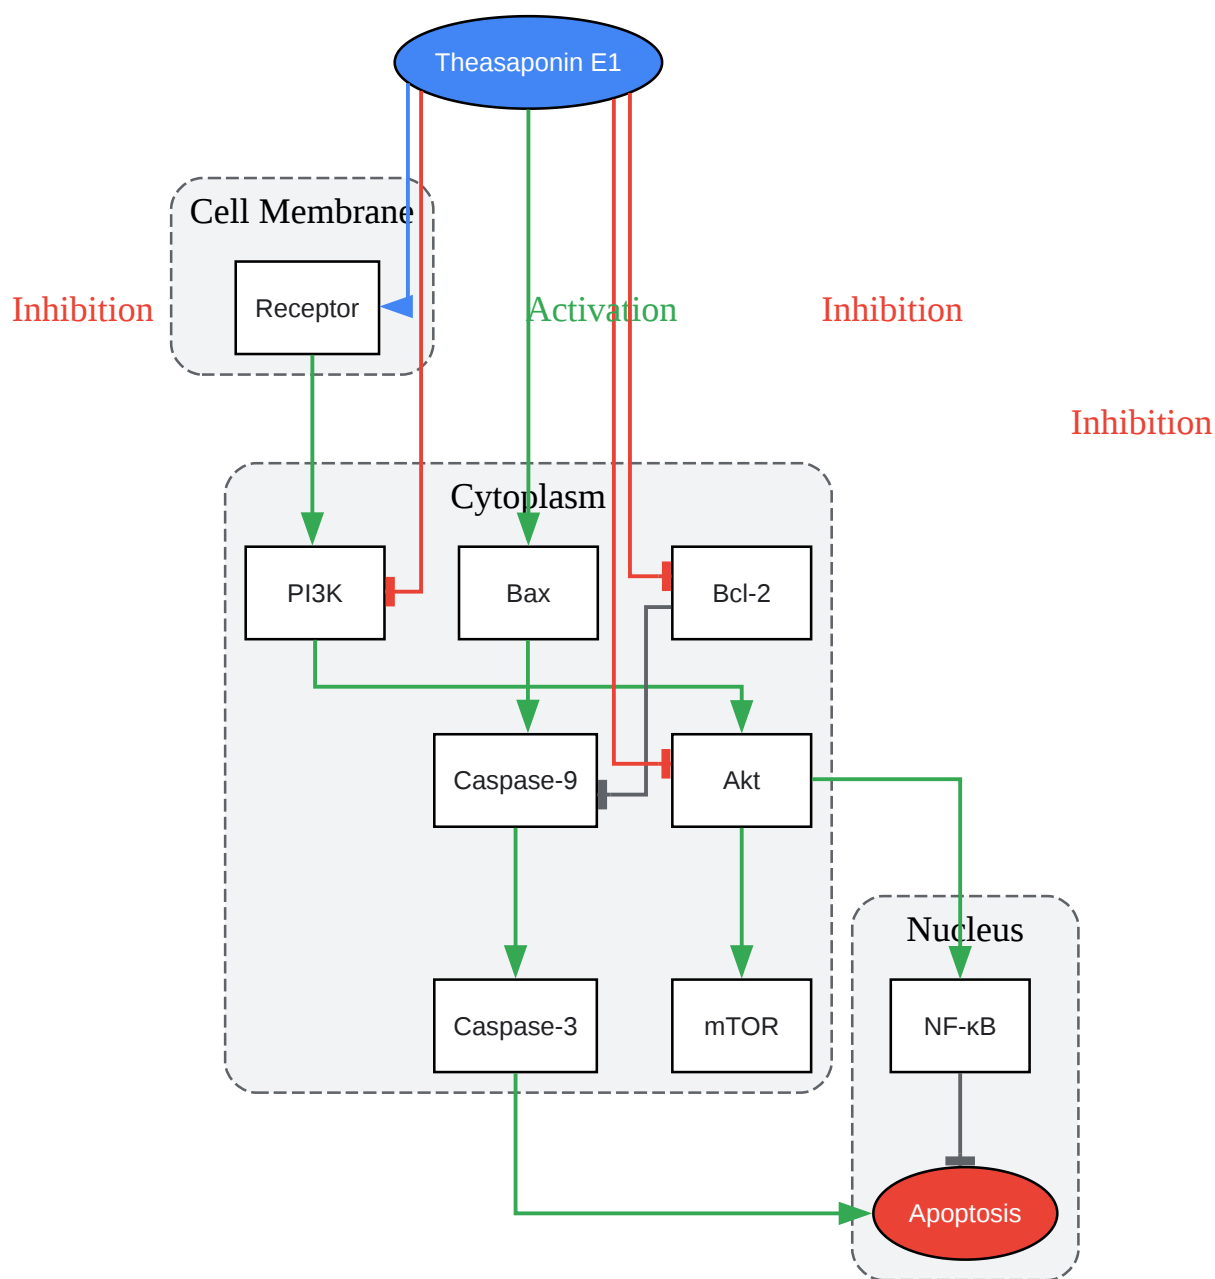 Theasaponin E1
Cell Membrane
Receptor
Inhibition
Activation
Inhibition
Inhibition
Cytoplasm
PI3K
Bax
Bcl-2
Caspase-9
Akt
Nucleus
Caspase-3
mTOR
NF-κB
Apoptosis